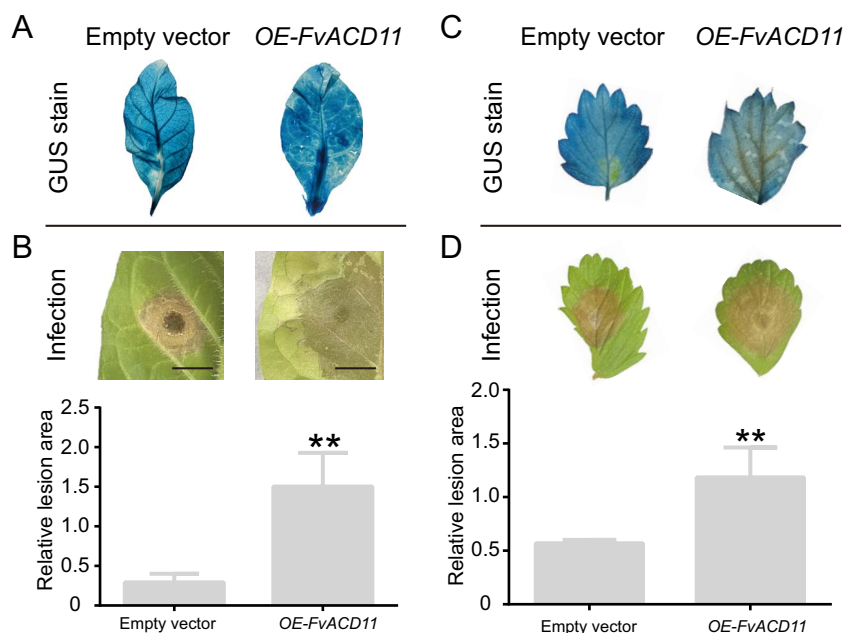 A
Empty vector
OE-FvACD11
GUS stain
B
Infection
Relative lesion area
2.5
2.0
1.5
1.0
0.5
0
**
Empty vector
OE-FvACD11
C
Empty vector
OE-FvACD11
GUS stain
D
Infection
Relative lesion area
2.0
1.5
1.0
0.5
0
**
Empty vector
OE-FvACD11